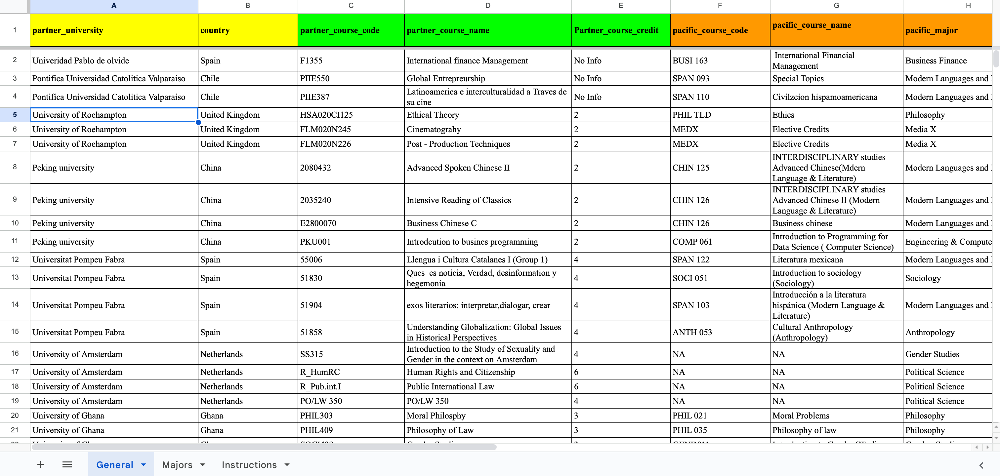 A B C D E F G H
1 partner_university country partner_course_code partner_course_name Partner_course_credit pacific_course_code pacific_course_name pacific_major
2 Univeridad Pablo de olvide Spain F1355 International finance Management No Info BUSI 163 International Financial Management Business Finance
3 Pontifica Universidad Catolitica Valparaiso Chile PIIE550 Global Entrepreurship No Info SPAN 093 Special Topics Modern Languages and
4 Pontifica Universidad Catolitica Valparaiso Chile PIIE387 Latinoamerica e interculturalidad a Traves de su cine No Info SPAN 110 Civilzcion hispamoamericana Modern Languages and
5 University of Roehampton United Kingdom HSA020CI125 Ethical Theory 2 PHIL TLD Ethics Philosophy
6 University of Roehampton United Kingdom FLM020N245 Cinematograhy 2 MEDX Elective Credits Media X
7 University of Roehampton United Kingdom FLM020N226 Post - Production Techniques 2 MEDX Elective Credits Media X
8 Peking university China 2080432 Advanced Spoken Chinese II 2 CHIN 125 INTERDISCIPLINARY studies Advanced Chinese(Mdern Language & Literature) Modern Languages and
9 Peking university China 2035240 Intensive Reading of Classics 2 CHIN 126 INTERDISCIPLINARY studies Advanced Chinese II (Modern Language & Literature) Modern Languages and
10 Peking university China E2800070 Business Chinese C 2 CHIN 126 Business chinese Modern Languages and
11 Peking university China PKU001 Introdcution to busines programming 2 COMP 061 Introduction to Programming for Data Science ( Computer Science) Engineering & Compute
12 Universitat Pompeu Fabra Spain 55006 Llengua i Cultura Catalanes I (Group 1) 4 SPAN 122 Literatura mexicana Modern Languages and
13 Universitat Pompeu Fabra Spain 51830 Ques es noticia, Verdad, desinformation y hegemonia 4 SOCI 051 Introduction to sociology (Sociology) Sociology
14 Universitat Pompeu Fabra Spain 51904 exos literarios: interpretar,dialogar, crear 4 SPAN 103 Introducción a la literatura hispánica (Modern Language & Literature) Modern Languages and
15 Universitat Pompeu Fabra Spain 51858 Understanding Globalization: Global Issues in Historical Perspectives 4 ANTH 053 Cultural Anthropology (Anthropology) Anthropology
16 University of Amsterdam Netherlands SS315 Introduction to the Study of Sexuality and Gender in the context on Amsterdam 4 NA NA Gender Studies
17 University of Amsterdam Netherlands R_HumRC Human Rights and Citizenship 6 NA NA Political Science
18 University of Amsterdam Netherlands R_Pub.int.I Public International Law 6 NA NA Political Science
19 University of Amsterdam Netherlands PO/LW 350 PO/LW 350 4 NA NA Political Science
20 University of Ghana Ghana PHIL303 Moral Philosphy 3 PHIL 021 Moral Problems Philosophy
21 University of Ghana Ghana PHIL409 Philosophy of Law 3 PHIL 035 Philosophy of law Philosophy
General Majors Instructions